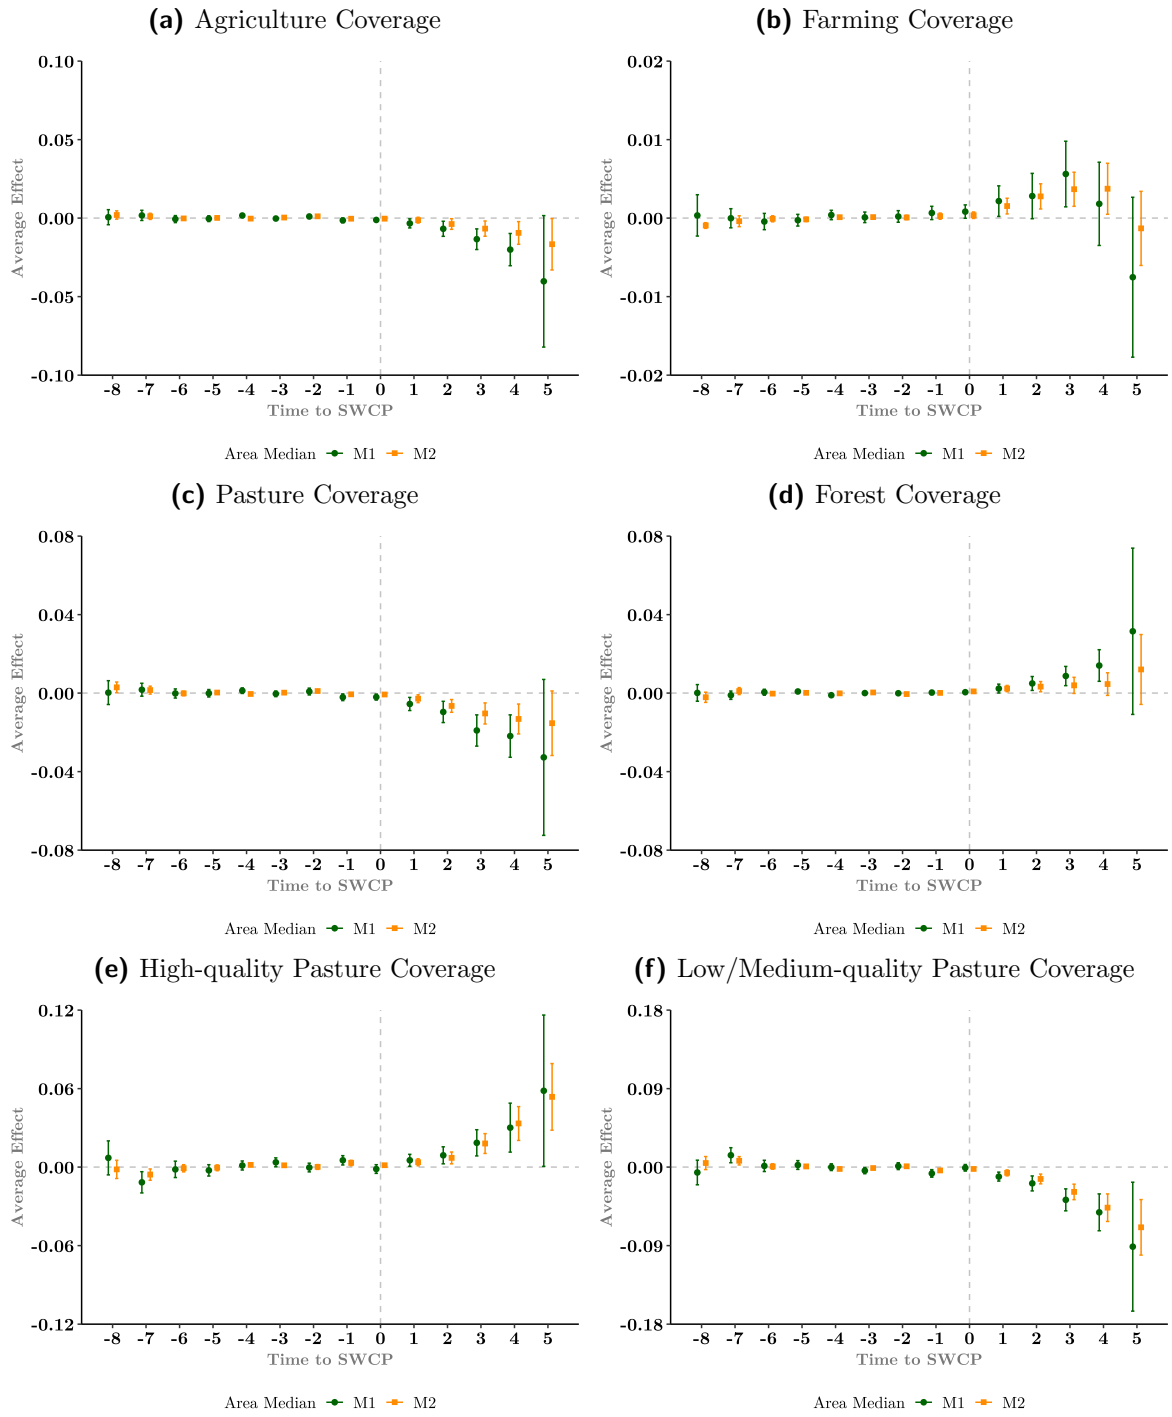 (a) Agriculture Coverage
0.10
0.05
0.00
-0.05
-0.10
Average Effect
-8 -7 -6 -5 -4 -3 -2 -1 0 1 2 3 4 5
Time to SWCP
Area Median M1 M2
(b) Farming Coverage
0.02
0.01
0.00
-0.01
-0.02
Average Effect
-8 -7 -6 -5 -4 -3 -2 -1 0 1 2 3 4 5
Time to SWCP
Area Median M1 M2
(c) Pasture Coverage
0.08
0.04
0.00
-0.04
-0.08
Average Effect
-8 -7 -6 -5 -4 -3 -2 -1 0 1 2 3 4 5
Time to SWCP
Area Median M1 M2
(d) Forest Coverage
0.08
0.04
0.00
-0.04
-0.08
Average Effect
-8 -7 -6 -5 -4 -3 -2 -1 0 1 2 3 4 5
Time to SWCP
Area Median M1 M2
(e) High-quality Pasture Coverage
0.12
0.06
0.00
-0.06
-0.12
Average Effect
-8 -7 -6 -5 -4 -3 -2 -1 0 1 2 3 4 5
Time to SWCP
Area Median M1 M2
(f) Low/Medium-quality Pasture Coverage
0.18
0.09
0.00
-0.09
-0.18
Average Effect
-8 -7 -6 -5 -4 -3 -2 -1 0 1 2 3 4 5
Time to SWCP
Area Median M1 M2